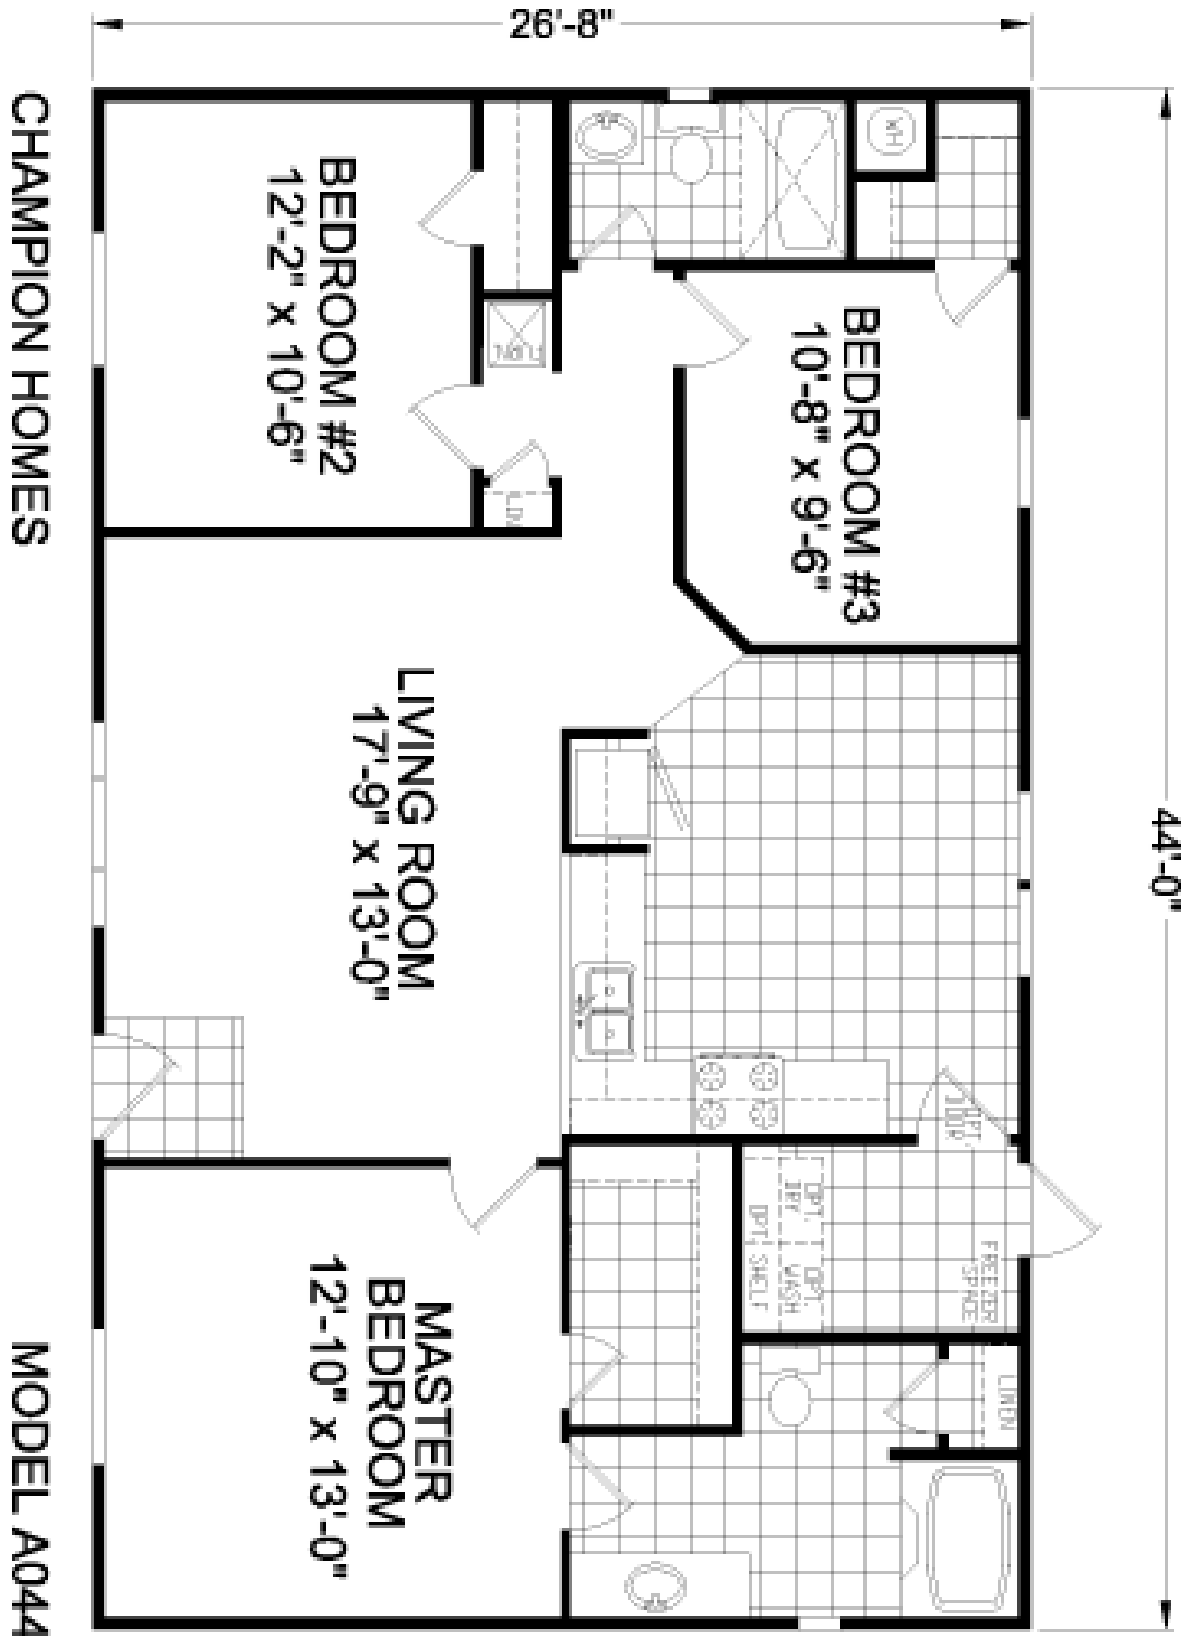 26'-8"
44'-0"
WH
BEDROOM #2
12'-2" x 10'-6"
BEDROOM #3
10'-8" x 9'-6"
LIN
LIVING ROOM
17'-9" x 13'-0"
OPT.
DRY
OPT.
WASH
OPT. SHELF
FREEZER
SPACE
LINEN
MASTER
BEDROOM
12'-10" x 13'-0"
CHAMPION HOMES
MODEL A044